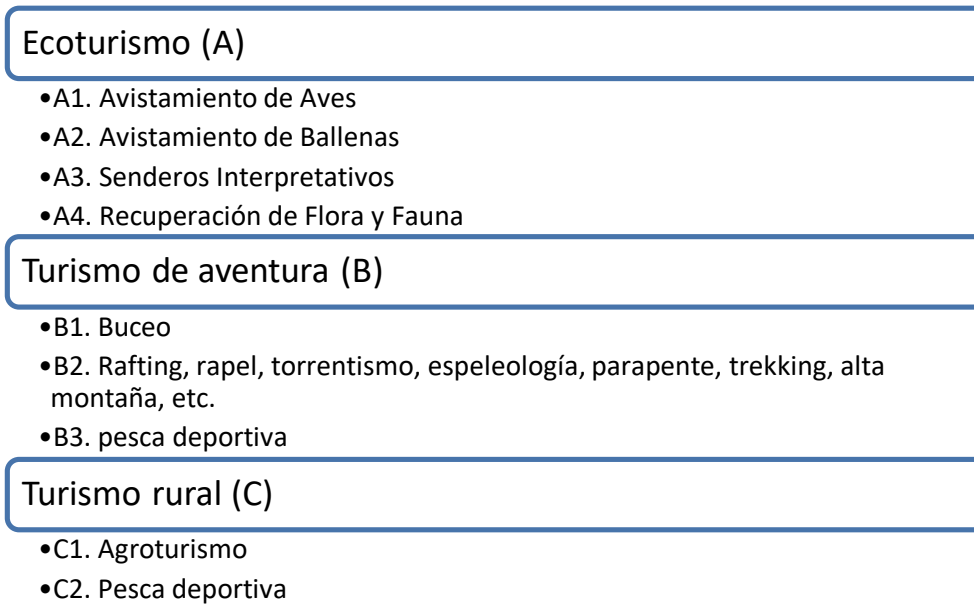 Ecoturismo (A)
•A1. Avistamiento de Aves
•A2. Avistamiento de Ballenas
•A3. Senderos Interpretativos
•A4. Recuperación de Flora y Fauna
Turismo de aventura (B)
•B1. Buceo
•B2. Rafting, rapel, torrentismo, espeleología, parapente, trekking, alta
montaña, etc.
•B3. pesca deportiva
Turismo rural (C)
•C1. Agroturismo
•C2. Pesca deportiva